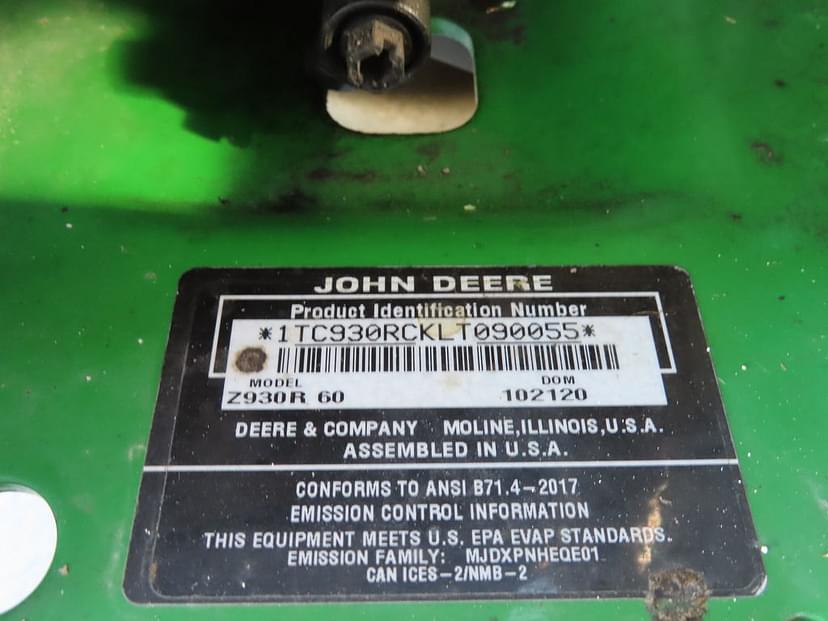 JOHN DEERE
Product Identification Number
*1TC930RCKLT090055*
MODEL DOM
Z930R 60 102120
DEERE & COMPANY MOLINE, ILLINOIS, U.S.A.
ASSEMBLED IN U.S.A.
CONFORMS TO ANSI B71.4-2017
EMISSION CONTROL INFORMATION
THIS EQUIPMENT MEETS U.S. EPA EVAP STANDARDS.
EMISSION FAMILY: MJDXPNHEQE01
CAN ICES-2/NMB-2